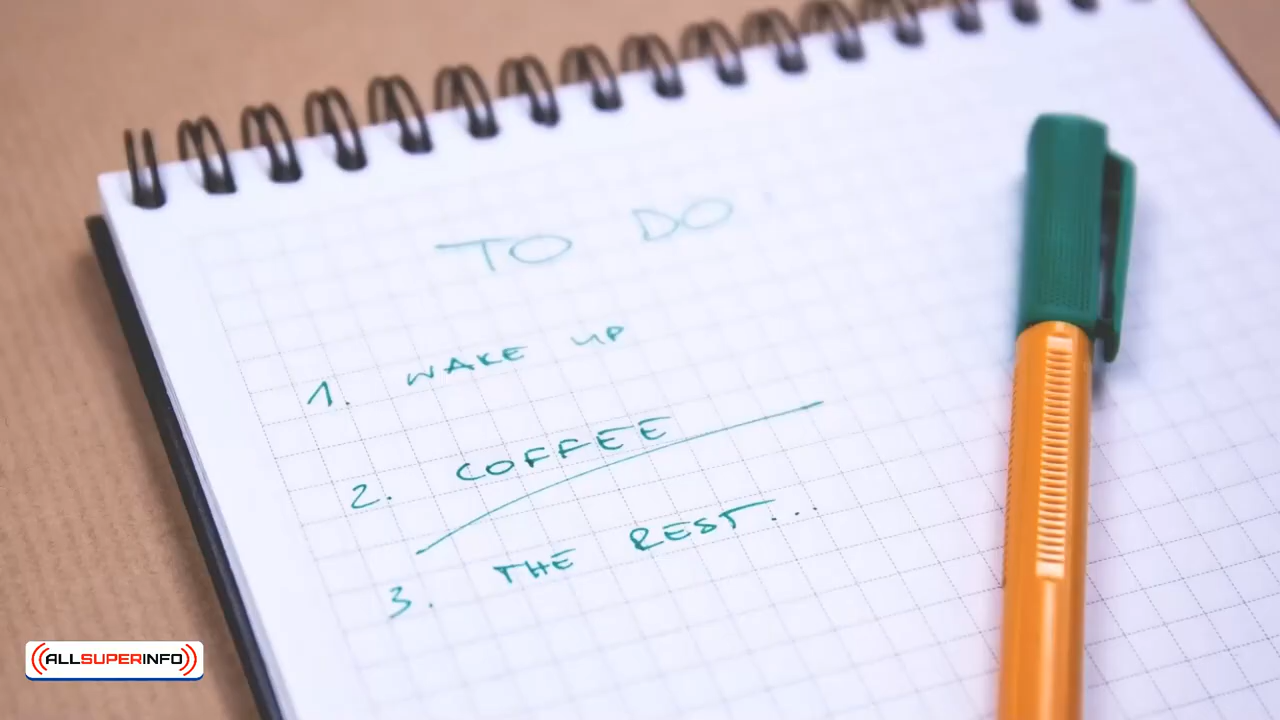 TO DO
1. WAKE UP
2. COFFEE
3. THE REST...
ALLSUPERINFO